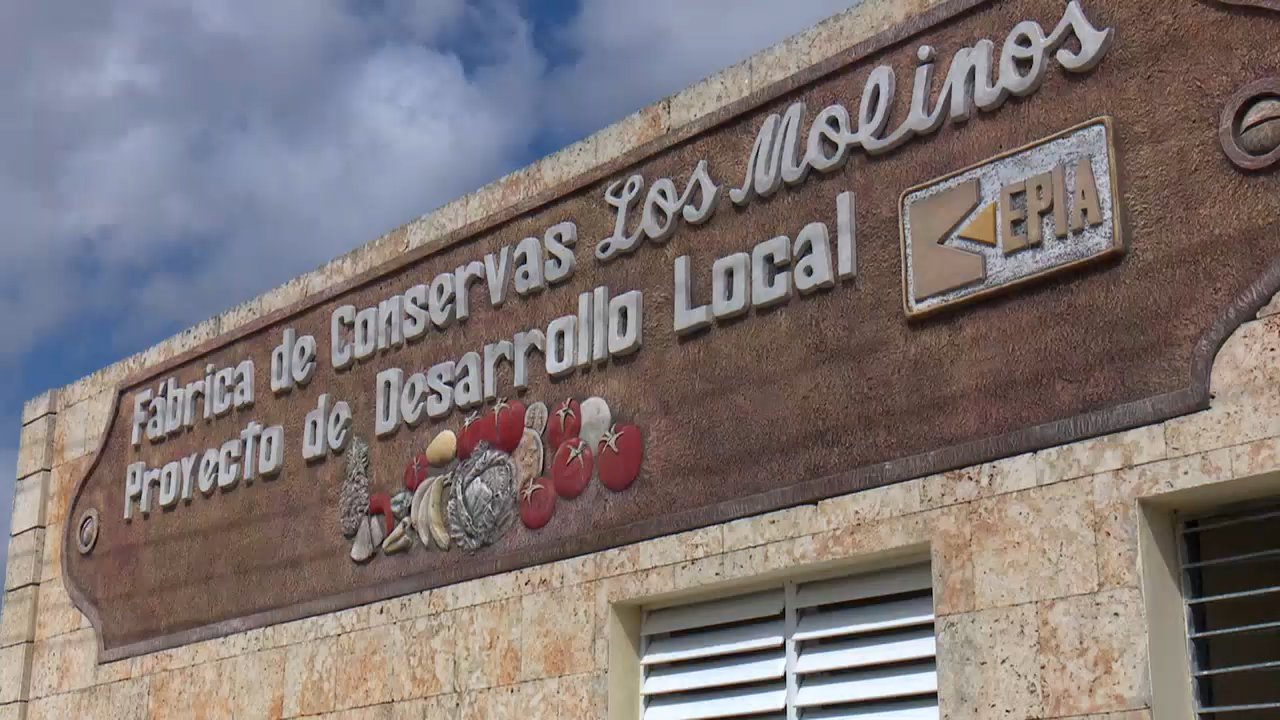 Fábrica de Conservas Los Molinos
Proyecto de Desarrollo Local
EPIA